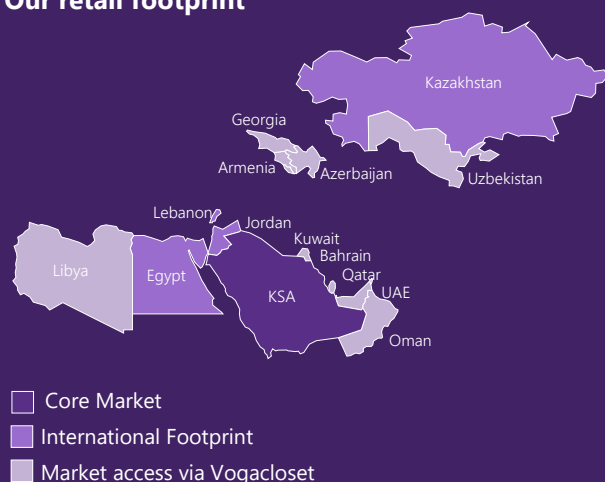 Our retail footprint
Kazakhstan
Georgia
Armenia
Azerbaijan
Uzbekistan
Lebanon
Jordan
Kuwait
Bahrain
Qatar
Libya
Egypt
KSA
UAE
Oman
Core Market
International Footprint
Market access via Vogacloset